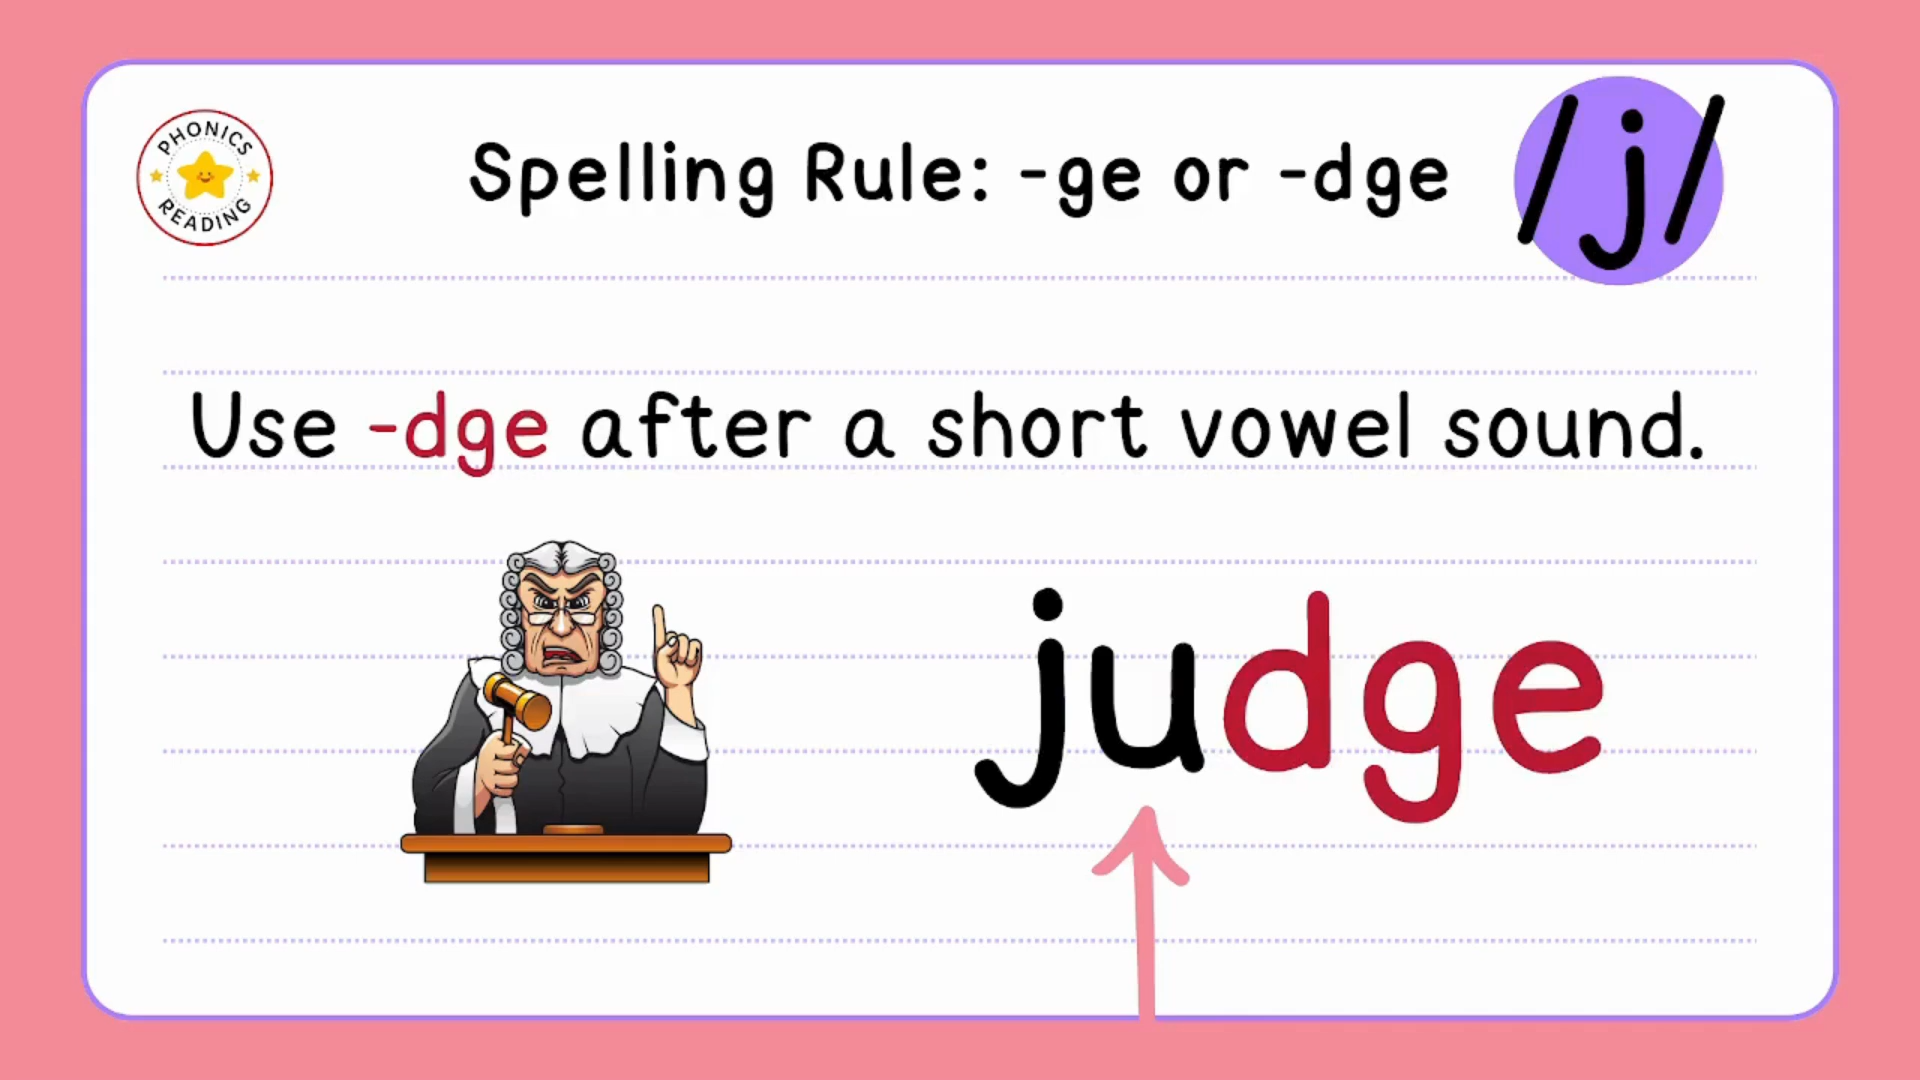 PHONICS
READING
Spelling Rule: -ge or -dge
/j/
Use -dge after a short vowel sound.
judge